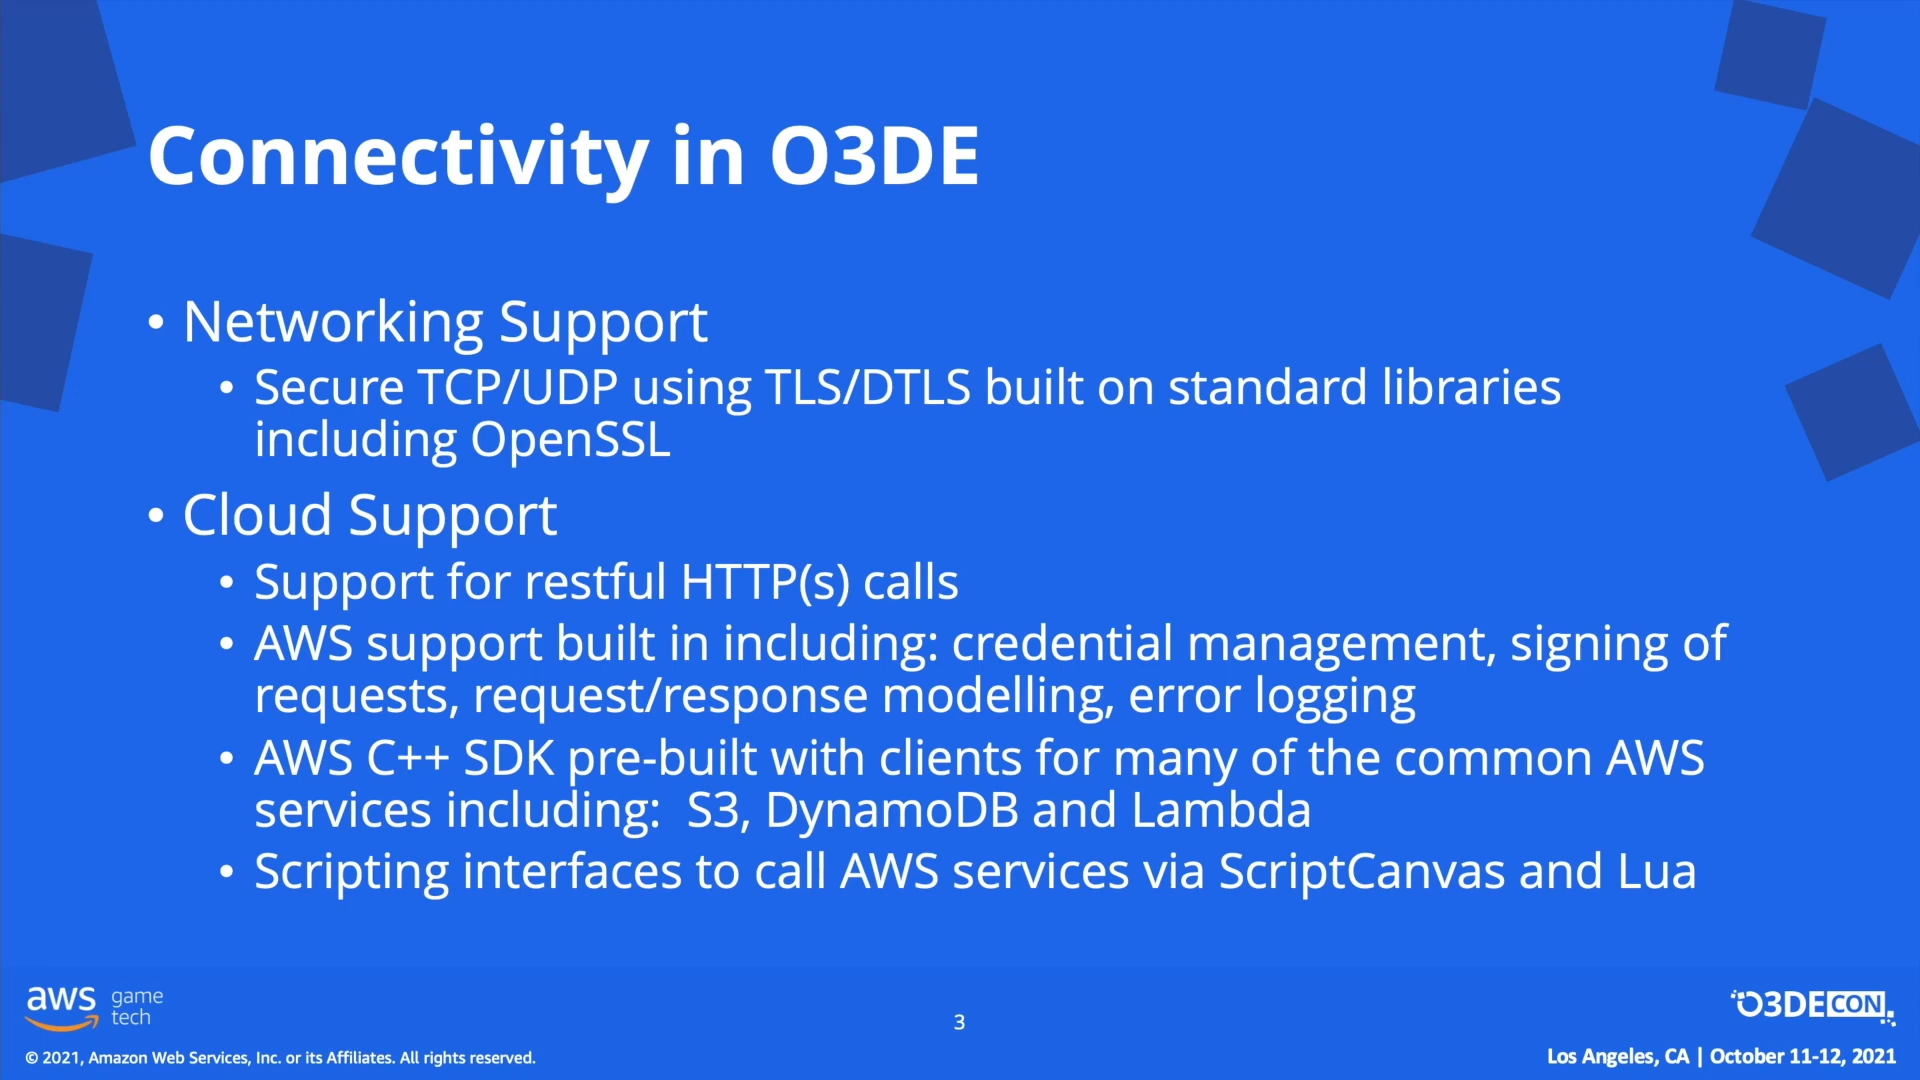 Connectivity in O3DE
• Networking Support
• Secure TCP/UDP using TLS/DTLS built on standard libraries
including OpenSSL
• Cloud Support
• Support for restful HTTP(s) calls
• AWS support built in including: credential management, signing of
requests, request/response modelling, error logging
• AWS C++ SDK pre-built with clients for many of the common AWS
services including:  S3, DynamoDB and Lambda
• Scripting interfaces to call AWS services via ScriptCanvas and Lua
aws game
tech
3
O3DECON
© 2021, Amazon Web Services, Inc. or its Affiliates. All rights reserved.
Los Angeles, CA | October 11-12, 2021